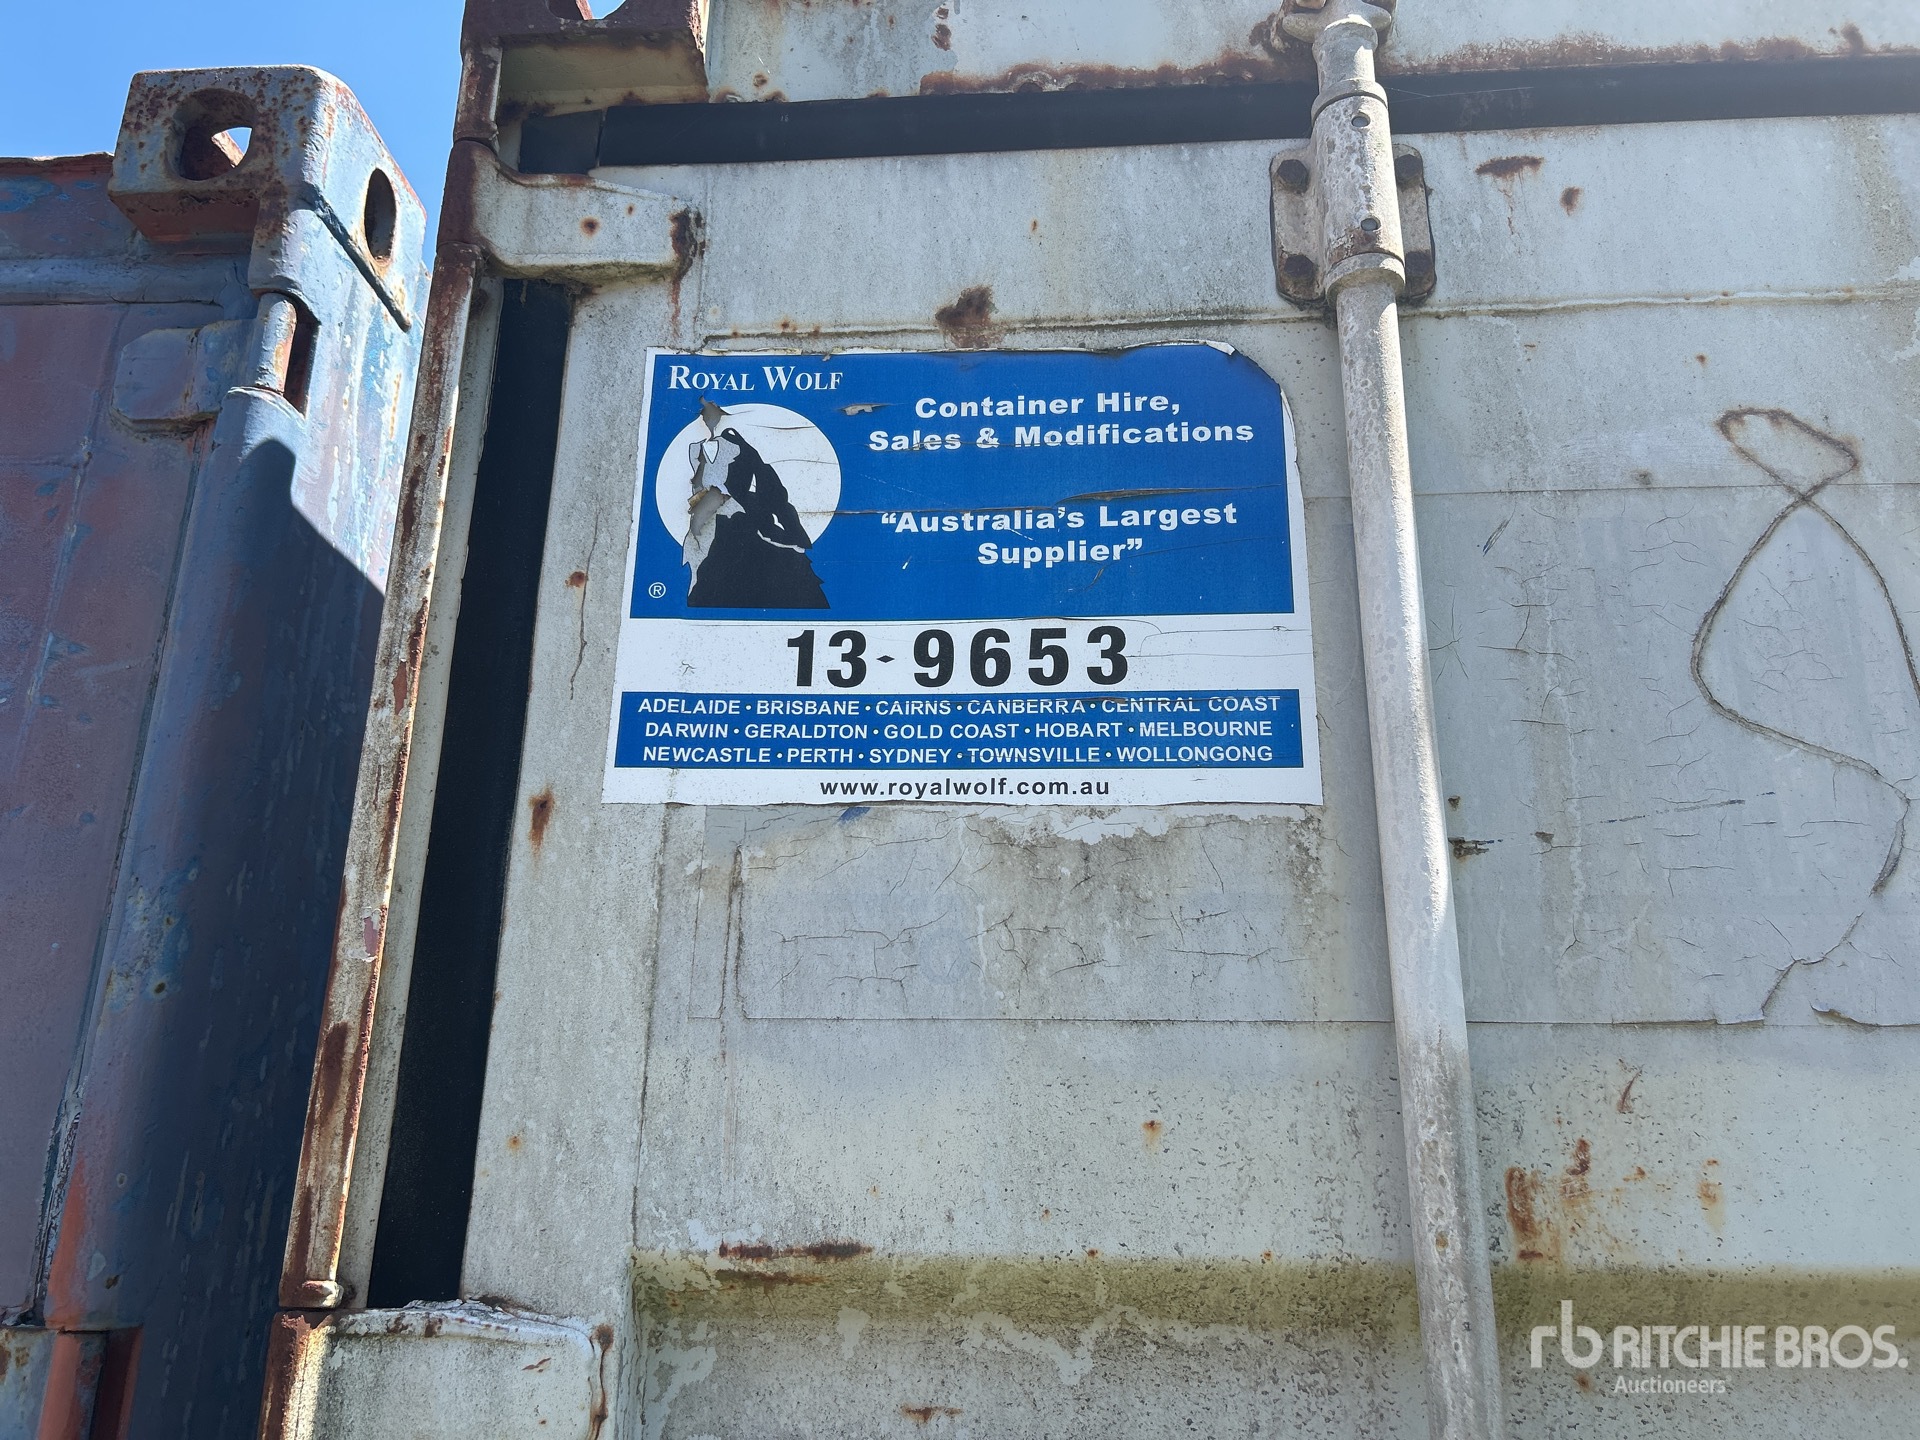 ROYAL WOLF
Container Hire,
Sales & Modifications
“Australia’s Largest
Supplier”
®
13-9653
ADELAIDE • BRISBANE • CAIRNS • CANBERRA • CENTRAL COAST
DARWIN • GERALDTON • GOLD COAST • HOBART • MELBOURNE
NEWCASTLE • PERTH • SYDNEY • TOWNSVILLE • WOLLONGONG
www.royalwolf.com.au
rb RITCHIE BROS.
Auctioneers